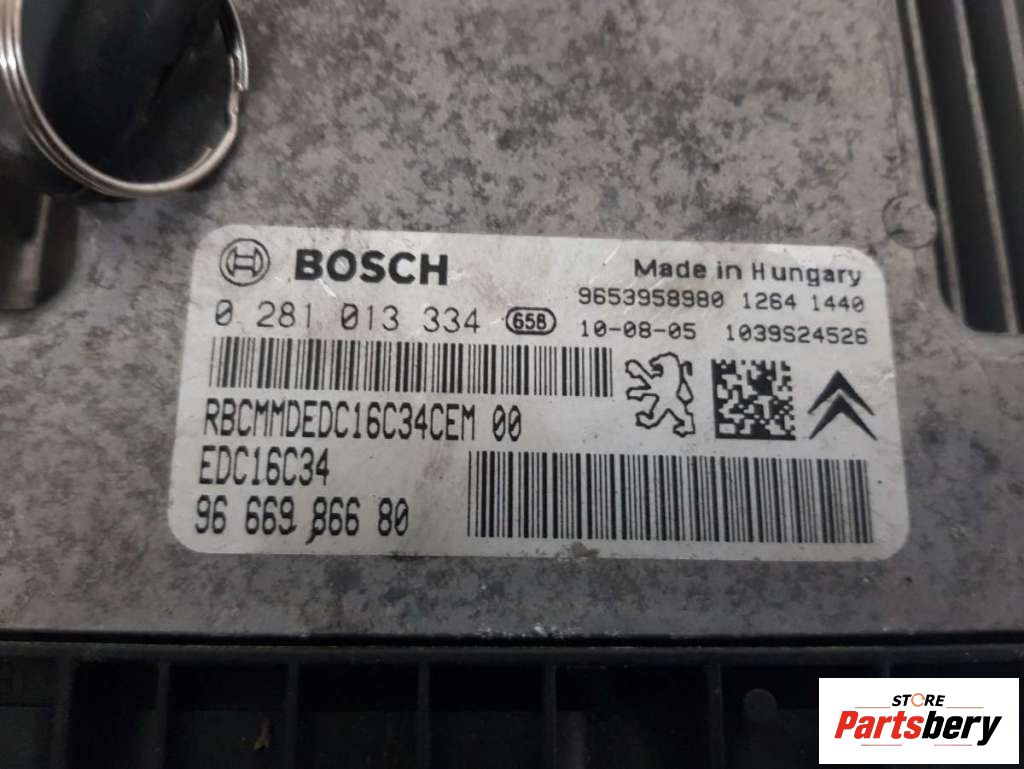 BOSCH
Made in Hungary
0 281 013 334 658
9653958980 1264 1440
10-08-05 1039S24526
RBCMMDEDC16C34CEM 00
EDC16C34
96 669 866 80
STORE
Partsbery